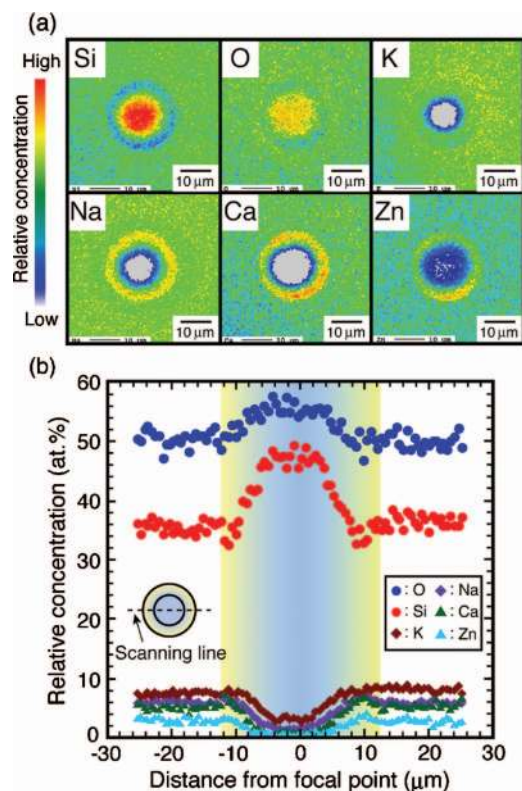 (a)
High
Relative concentration
Low
Si
O
K
10 μm
10 μm
10 μm
Na
Ca
Zn
10 μm
10 μm
10 μm
(b)
Relative concentration (at.%)
60
50
40
30
20
10
0
Scanning line
●: O ◆: Na
●: Si ▲: Ca
◆: K ▲: Zn
-30 -20 -10 0 10 20 30
Distance from focal point (μm)